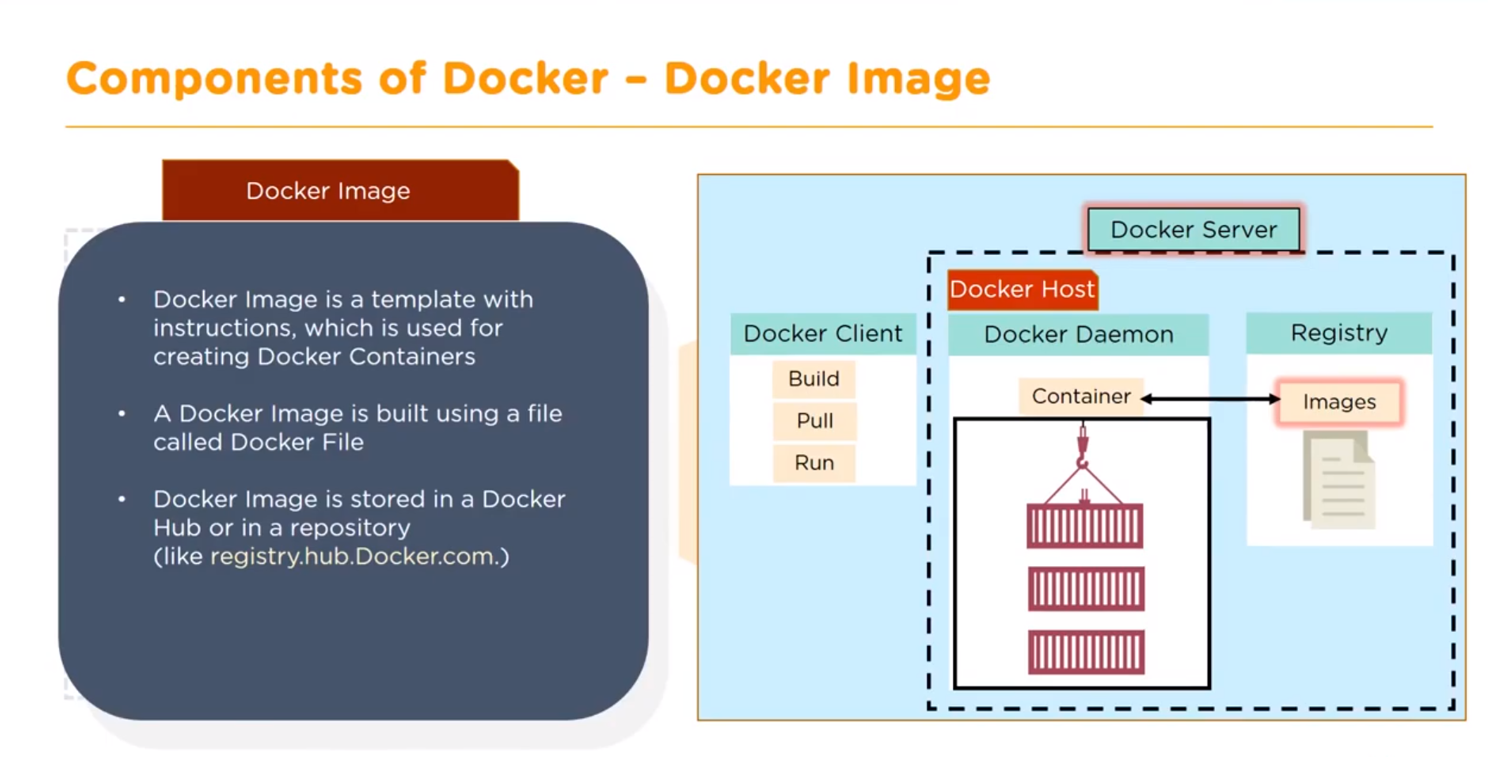 Components of Docker – Docker Image
Docker Image
• Docker Image is a template with
instructions, which is used for
creating Docker Containers
• A Docker Image is built using a file
called Docker File
• Docker Image is stored in a Docker
Hub or in a repository
(like registry.hub.Docker.com.)
Docker Server
Docker Host
Docker Client
Build
Pull
Run
Docker Daemon
Container
Registry
Images